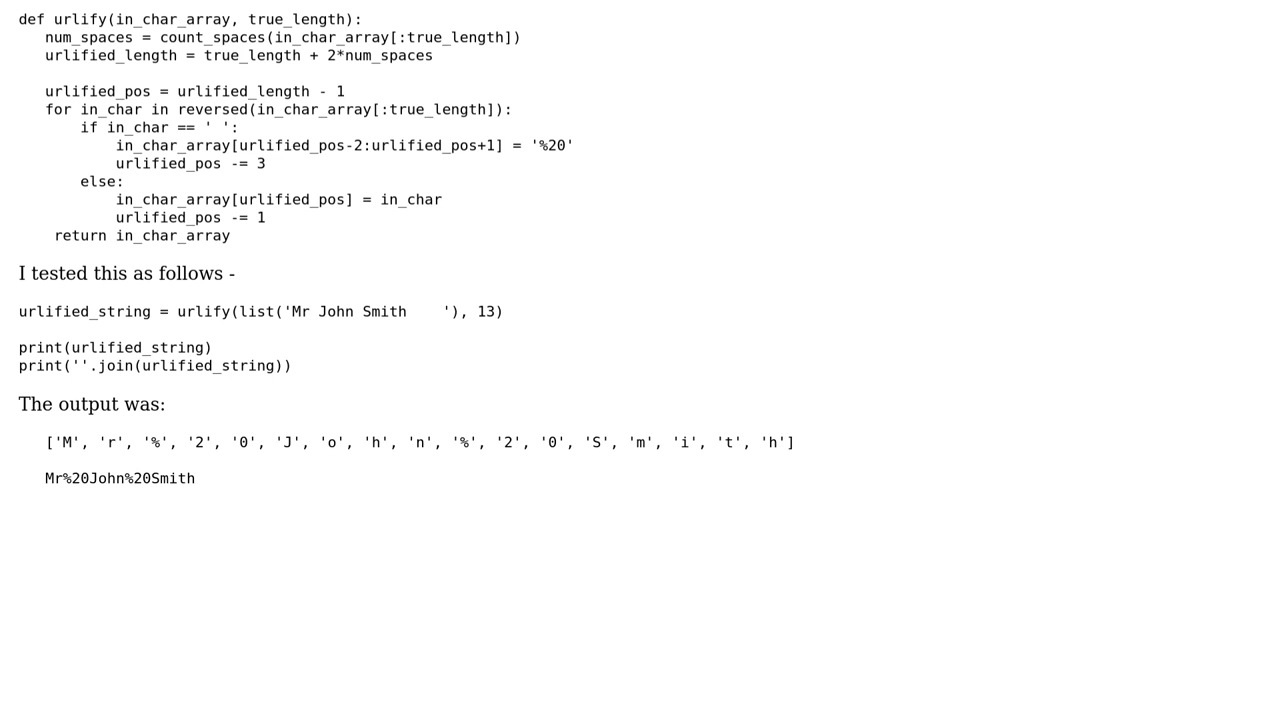 def urlify(in_char_array, true_length):
   num_spaces = count_spaces(in_char_array[:true_length])
   urlified_length = true_length + 2*num_spaces

   urlified_pos = urlified_length - 1
   for in_char in reversed(in_char_array[:true_length]):
       if in_char == ' ':
           in_char_array[urlified_pos-2:urlified_pos+1] = '%20'
           urlified_pos -= 3
       else:
           in_char_array[urlified_pos] = in_char
           urlified_pos -= 1
    return in_char_array

I tested this as follows -

urlified_string = urlify(list('Mr John Smith    '), 13)

print(urlified_string)
print(''.join(urlified_string))

The output was:

   ['M', 'r', '%', '2', '0', 'J', 'o', 'h', 'n', '%', '2', '0', 'S', 'm', 'i', 't', 'h']

   Mr%20John%20Smith